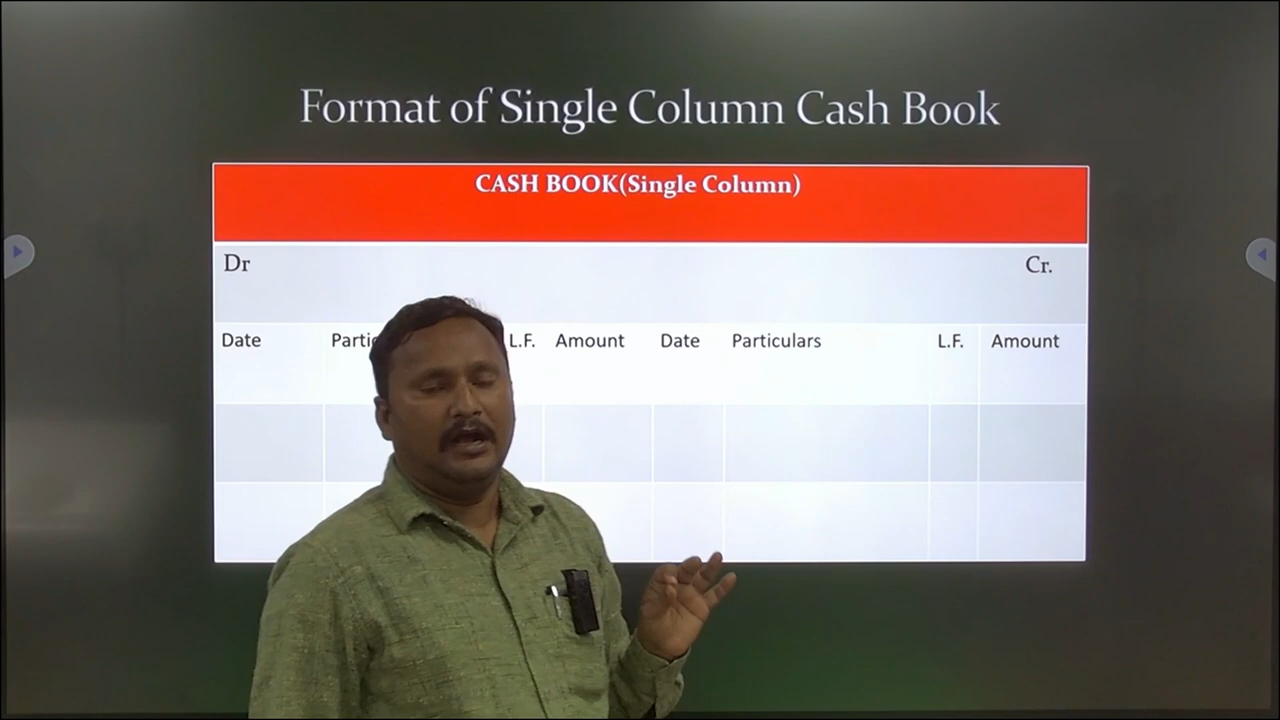 Format of Single Column Cash Book
CASH BOOK(Single Column)
Dr Cr.
Date L.F. Amount Date Particulars L.F. Amount